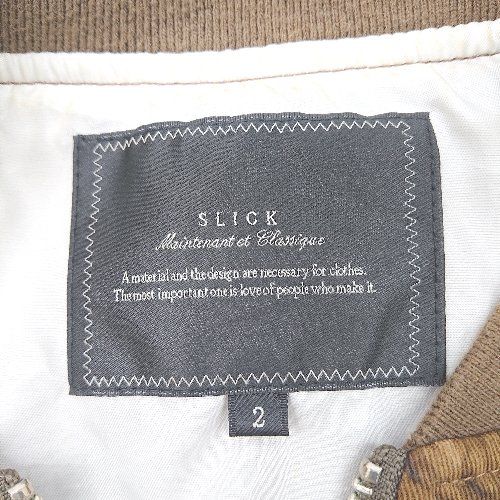 SLICK
Maintenant et Classique
A material and the design are necessary for clothes.
The most important one is love of people who make it.
2